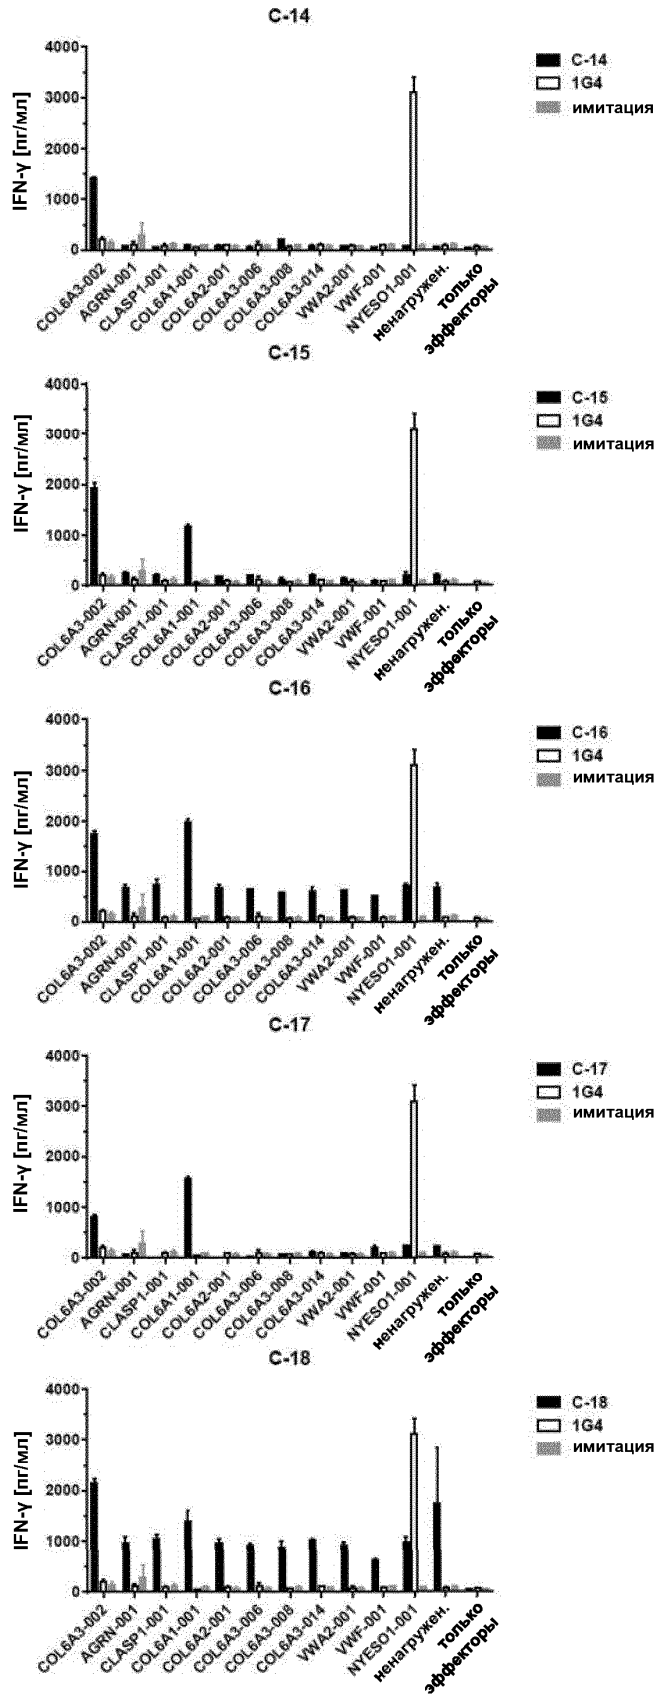 C-14
4000
3000
2000
1000
0
IFN-γ [пг/мл]
C-14
1G4
имитация
COL6A3-002
AGRN-001
CLASP1-001
COL6A1-001
COL6A2-001
COL6A3-006
COL6A3-008
COL6A3-014
VWA2-001
VWF-001
NYESO1-001
ненагружен.
только
эффекторы
C-15
4000
3000
2000
1000
0
IFN-γ [пг/мл]
C-15
1G4
имитация
COL6A3-002
AGRN-001
CLASP1-001
COL6A1-001
COL6A2-001
COL6A3-006
COL6A3-008
COL6A3-014
VWA2-001
VWF-001
NYESO1-001
ненагружен.
только
эффекторы
C-16
4000
3000
2000
1000
0
IFN-γ [пг/мл]
C-16
1G4
имитация
COL6A3-002
AGRN-001
CLASP1-001
COL6A1-001
COL6A2-001
COL6A3-006
COL6A3-008
COL6A3-014
VWA2-001
VWF-001
NYESO1-001
ненагружен.
только
эффекторы
C-17
4000
3000
2000
1000
0
IFN-γ [пг/мл]
C-17
1G4
имитация
COL6A3-002
AGRN-001
CLASP1-001
COL6A1-001
COL6A2-001
COL6A3-006
COL6A3-008
COL6A3-014
VWA2-001
VWF-001
NYESO1-001
ненагружен.
только
эффекторы
C-18
4000
3000
2000
1000
0
IFN-γ [пг/мл]
C-18
1G4
имитация
COL6A3-002
AGRN-001
CLASP1-001
COL6A1-001
COL6A2-001
COL6A3-006
COL6A3-008
COL6A3-014
VWA2-001
VWF-001
NYESO1-001
ненагружен.
только
эффекторы